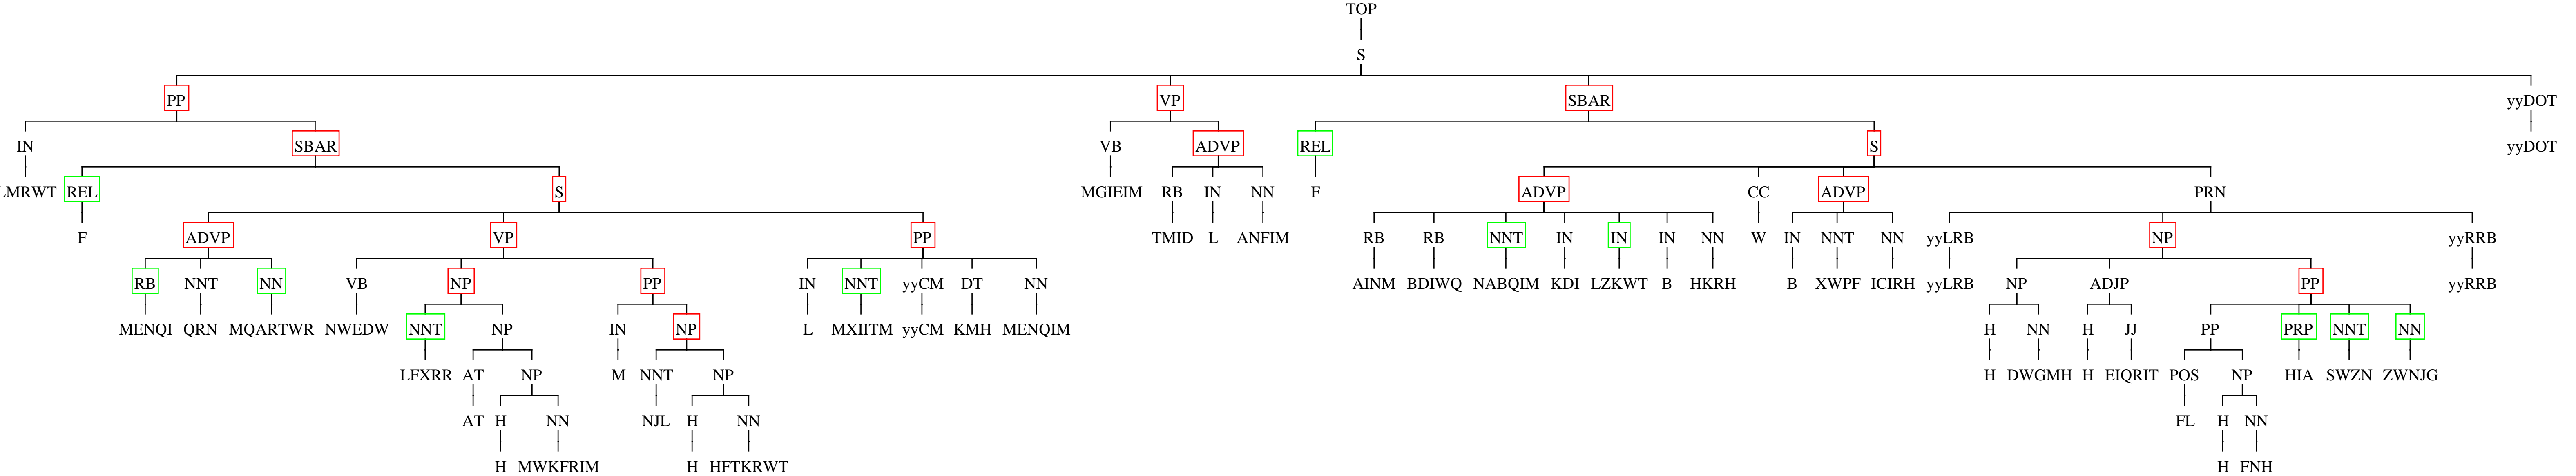 TOP
S
PP VP SBAR yyDOT
IN SBAR VB ADVP REL S yyDOT
LMRWT REL S MGIEIM RB IN NN F ADVP CC ADVP PRN
F ADVP VP PP TMID L ANFIM RB RB NNT IN IN IN NN W IN NNT NN yyLRB NP yyRRB
RB NNT NN VB NP PP IN NNT yyCM DT NN AINM BDIWQ NABQIM KDI LZKWT B HKRH B XWPF ICIRH yyLRB NP ADJP PP yyRRB
MENQI QRN MQARTWR NWEDW NNT NP IN NP L MXIITM yyCM KMH MENQIM H NN H JJ PP PRP NNT NN
LFXRR AT NP M NNT NP H DWGMH H EIQRIT POS NP HIA SWZN ZWNJG
AT H NN NJL H NN FL H NN
H MWKFRIM H HFTKRWT H FNH